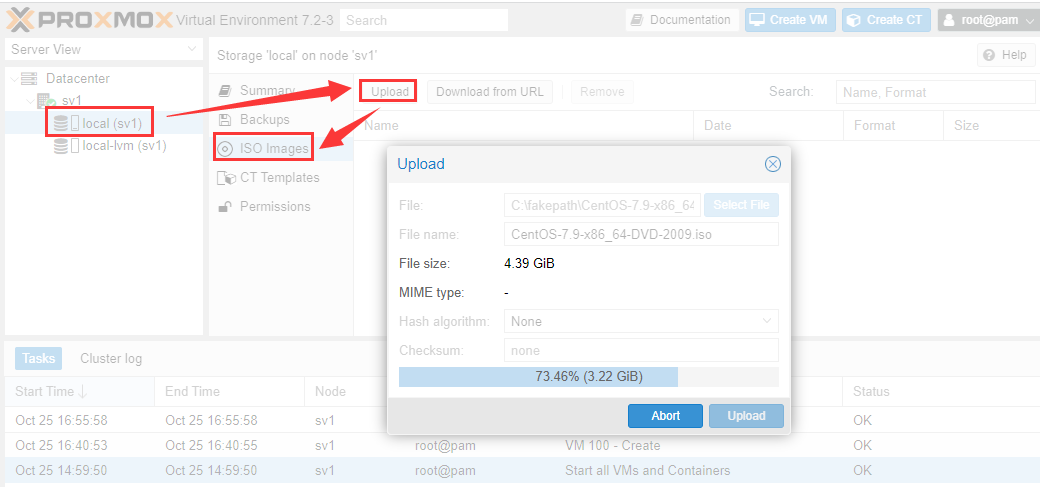 PROXMOX Virtual Environment 7.2-3 Search Documentation Create VM Create CT root@pam
Server View
Storage 'local' on node 'sv1' Help
Datacenter
sv1
local (sv1)
local-lvm (sv1)
Summary
Backups
ISO Images
CT Templates
Permissions
Upload Download from URL Remove Search: Name, Format
Name Date Format Size
Upload
File: C:\fakepath\CentOS-7.9-x86_64 Select File
File name: CentOS-7.9-x86_64-DVD-2009.iso
File size: 4.39 GiB
MIME type: -
Hash algorithm: None
Checksum: none
73.46% (3.22 GiB)
Abort Upload
Tasks Cluster log
Start Time End Time Node Status
Oct 25 16:55:58 Oct 25 16:55:58 sv1 OK
Oct 25 16:40:53 Oct 25 16:40:55 sv1 root@pam VM 100 - Create OK
Oct 25 14:59:50 Oct 25 14:59:50 sv1 root@pam Start all VMs and Containers OK